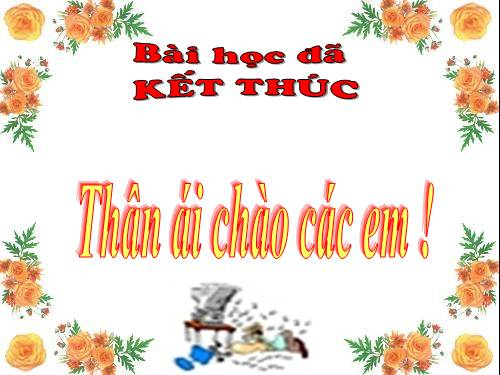 Bài học đã
KẾT THÚC
Thân ái chào các em !